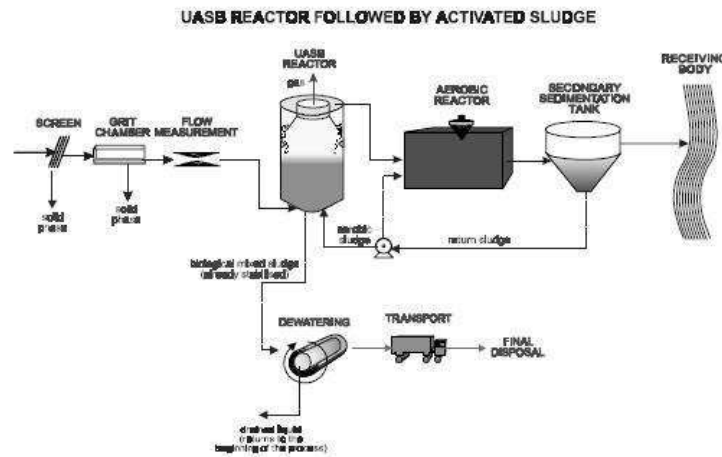 UASB REACTOR FOLLOWED BY ACTIVATED SLUDGE
UASB
REACTOR
gas
RECEIVING
BODY
AEROBIC
REACTOR
SECONDARY
SEDIMENTATION
TANK
SCREEN
GRIT
CHAMBER
FLOW
MEASUREMENT
solid
phase
solid
phase
aerobic
sludge
return sludge
biological mixed sludge
(already stabilised)
DEWATERING
TRANSPORT
FINAL
DISPOSAL
drained liquid
(returns to the
beginning of the process)